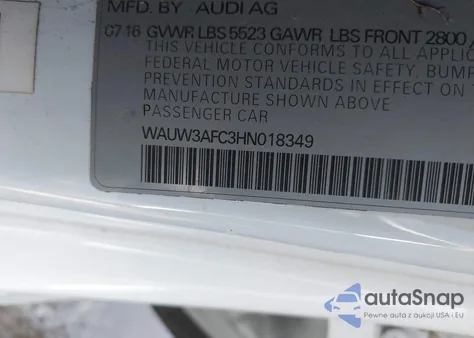 MFD. BY AUDI AG
07 16 GVWR LBS 5523 GAWR LBS FRONT 2800
THIS VEHICLE CONFORMS TO ALL APPLIC
FEDERAL MOTOR VEHICLE SAFETY, BUMP
PREVENTION STANDARDS IN EFFECT ON
MANUFACTURE SHOWN ABOVE
PASSENGER CAR
WAUW3AFC3HN018349
autoSnap
Pewne auto z aukcji USA i EU